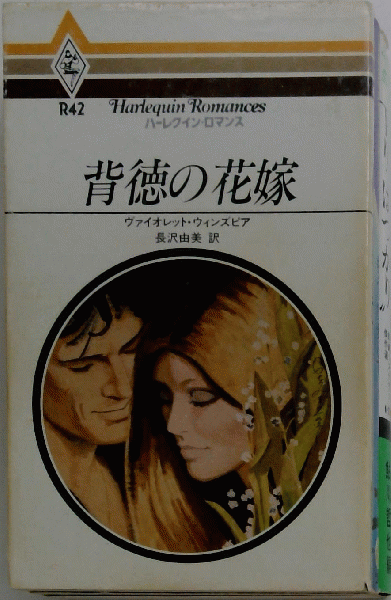 R42
Harlequin Romances
ハーレクイン・ロマンス
背徳の花嫁
ヴァイオレット・ウィンズピア
長沢由美 訳